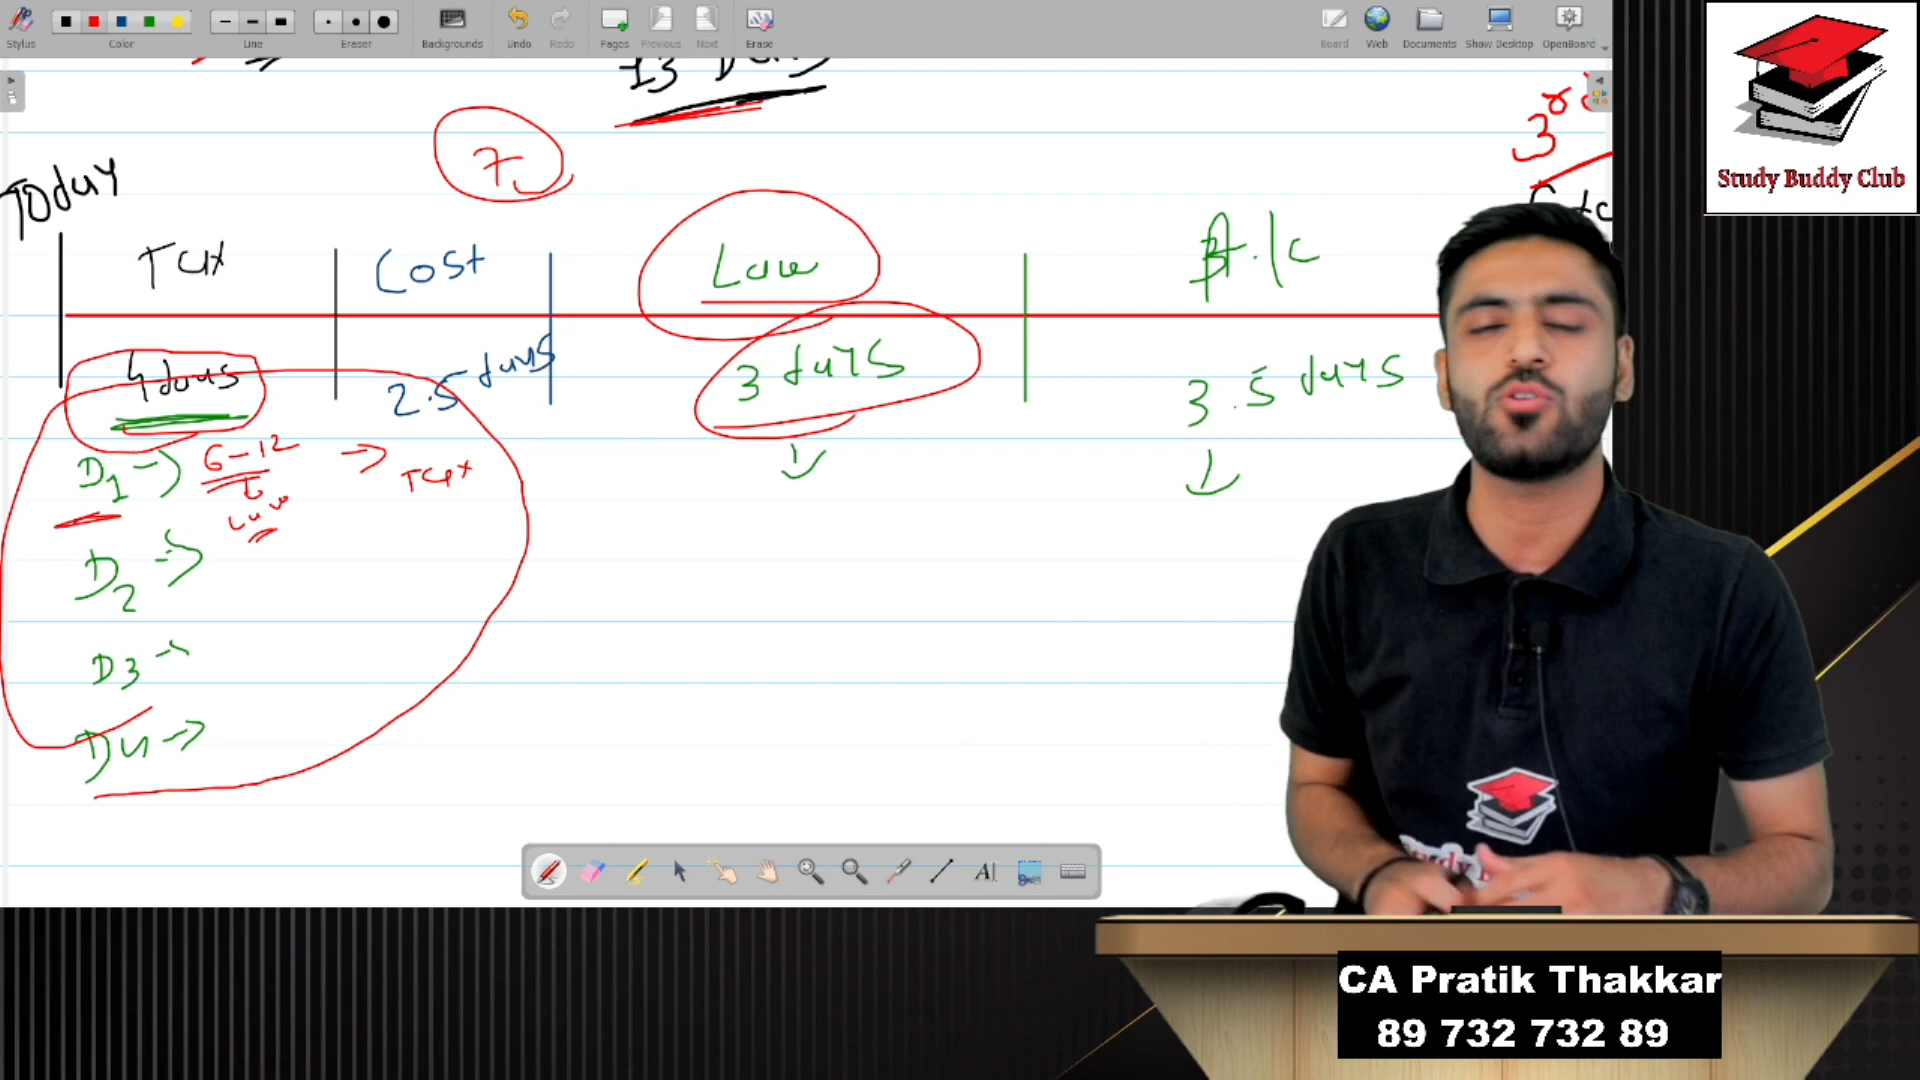 Stylus Color Line Eraser Backgrounds Undo Redo Pages Previous Next Erase Board Web Documents Show Desktop OpenBoard
Study Buddy Club
13 Days
3rd
7
Today
Tax Cost Law A/c
4 days 2.5 days 3 days 3.5 days
D1 → 6-12 → Tax
Law
D2 →
D3 →
D4 →
CA Pratik Thakkar
89 732 732 89